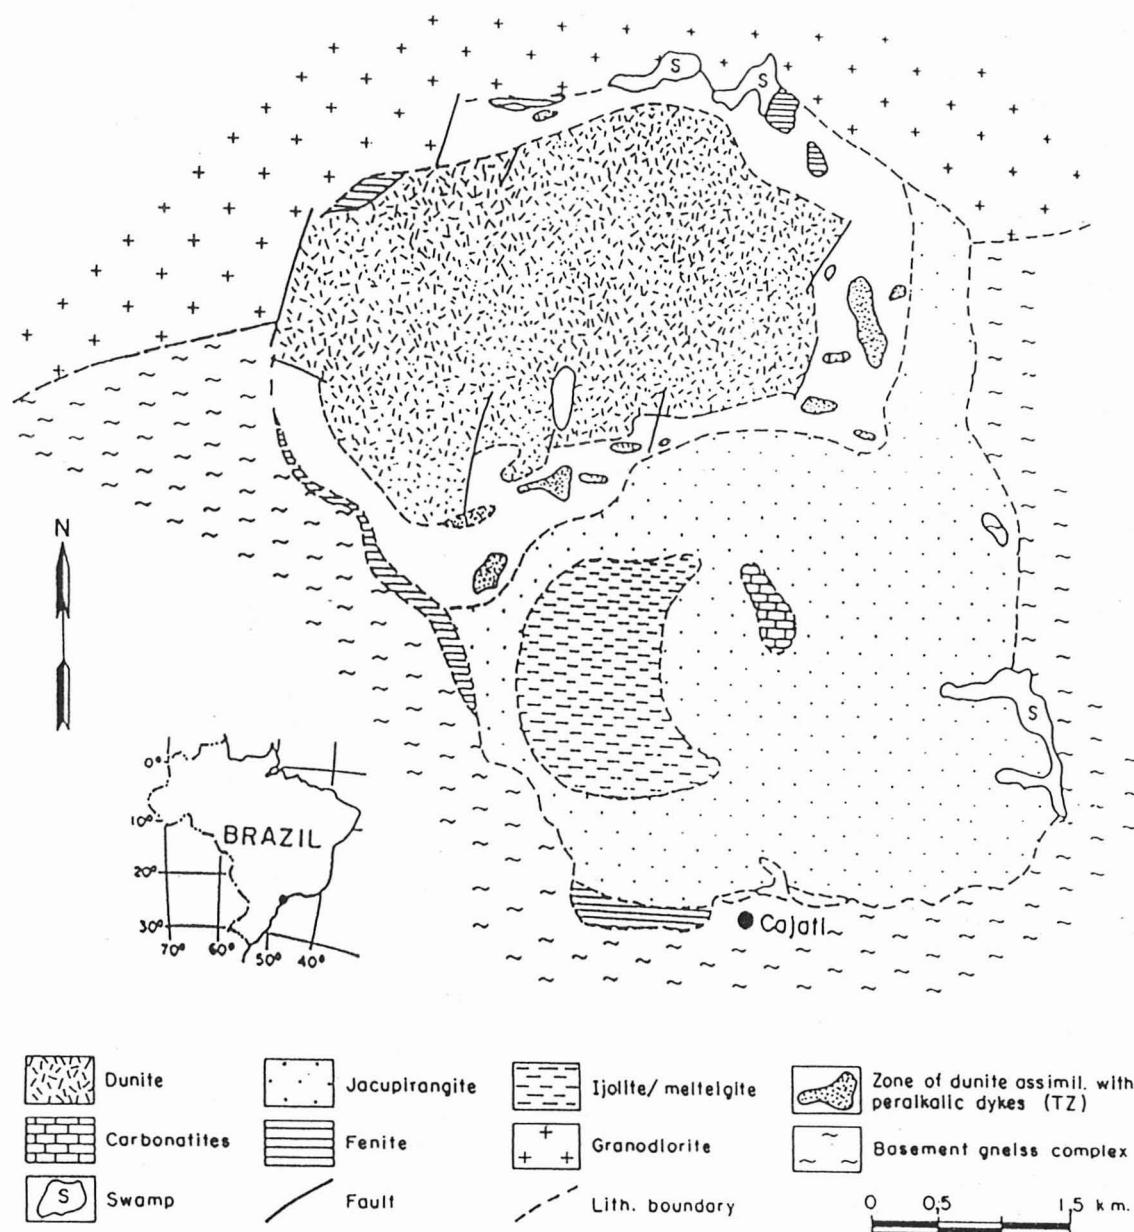 S
S
N
S
0°
10°
BRAZIL
20°
30°
70° 60° 50° 40°
Cajati
Dunite
Jacupirangite
Ijolite/ melteigite
Zone of dunite assimil. with
peralkalic dykes (TZ)
Carbonatites
Fenite
Granodiorite
Basement gneiss complex
S
Swamp
Fault
Lith. boundary
0 0,5 1,5 km.